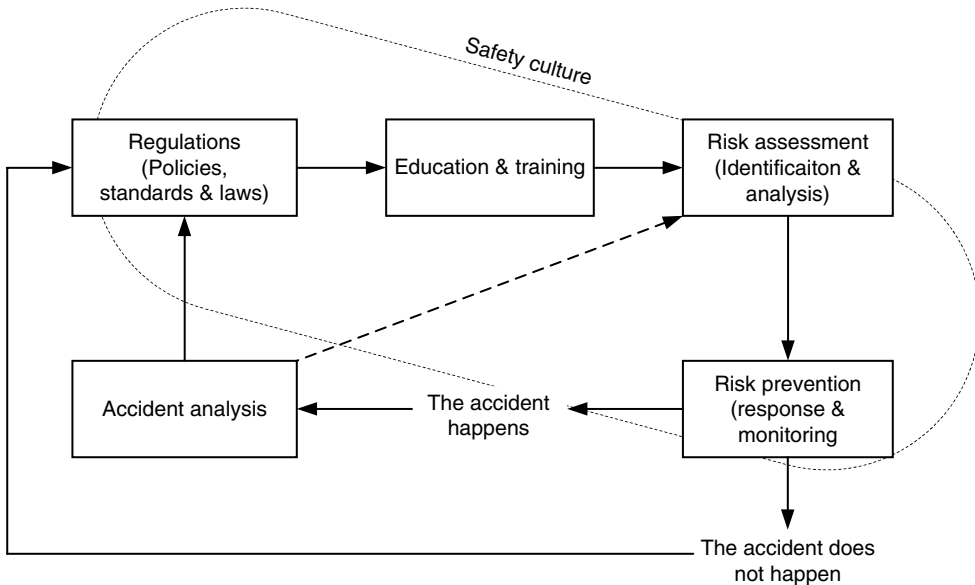 Safety culture
Regulations
(Policies,
standards & laws)
Education & training
Risk assessment
(Identificaiton &
analysis)
Accident analysis
The accident
happens
Risk prevention
(response &
monitoring
The accident does
not happen